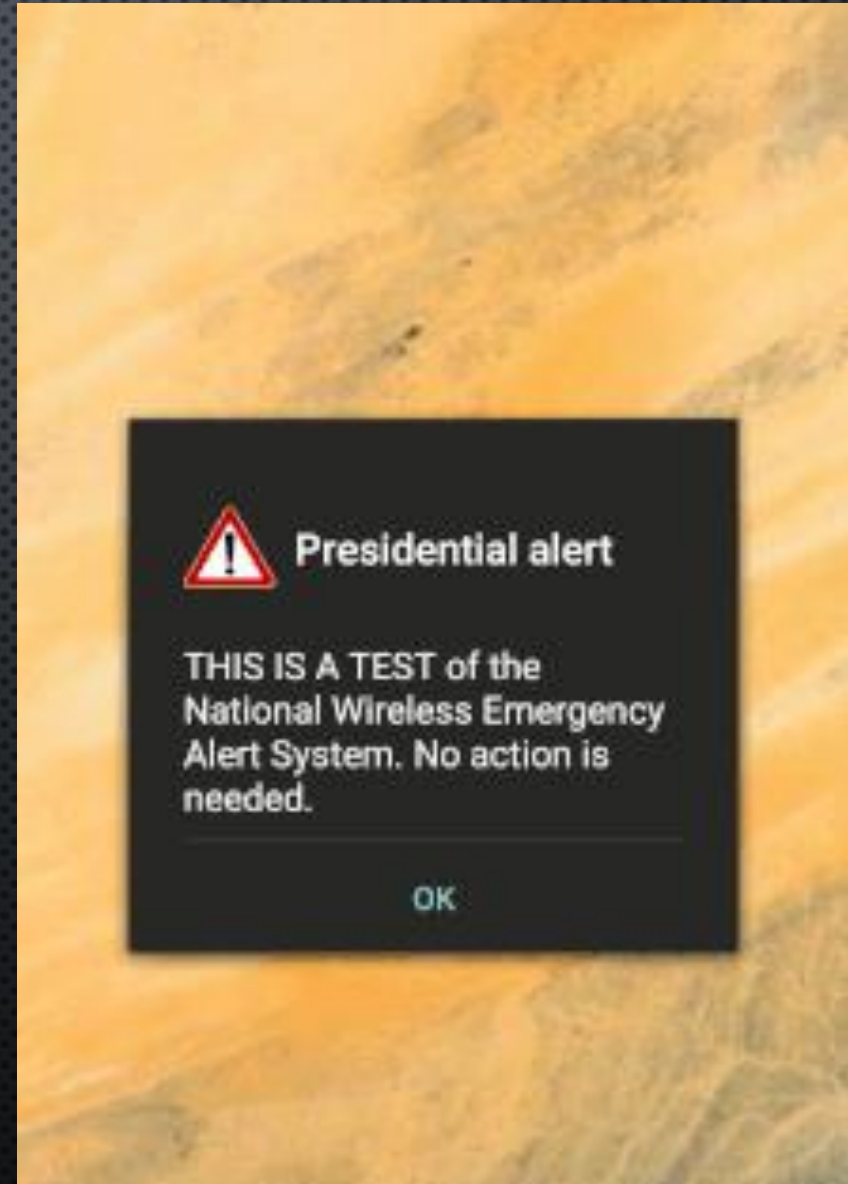 Presidential alert
THIS IS A TEST of the
National Wireless Emergency
Alert System. No action is
needed.
OK